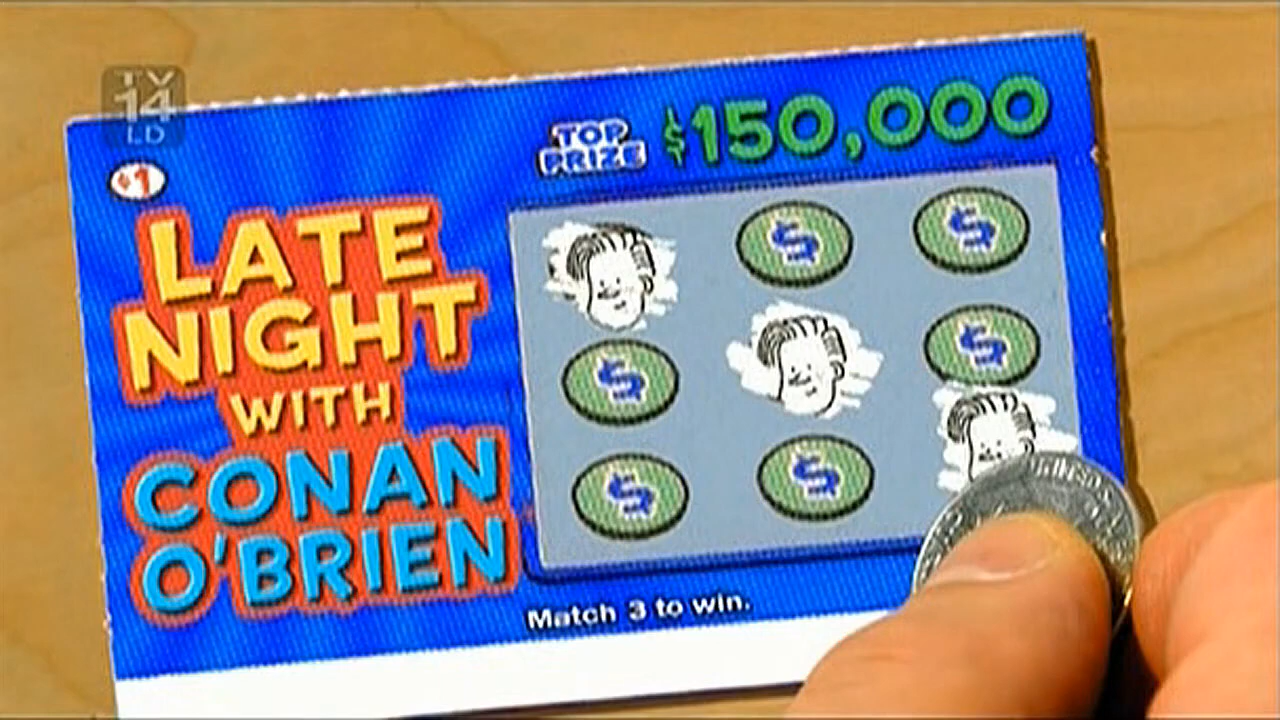 TV
14
LD
$1
TOP
PRIZE
$150,000
LATE
NIGHT
WITH
CONAN
O'BRIEN
$ $
$ $
$ $
Match 3 to win.